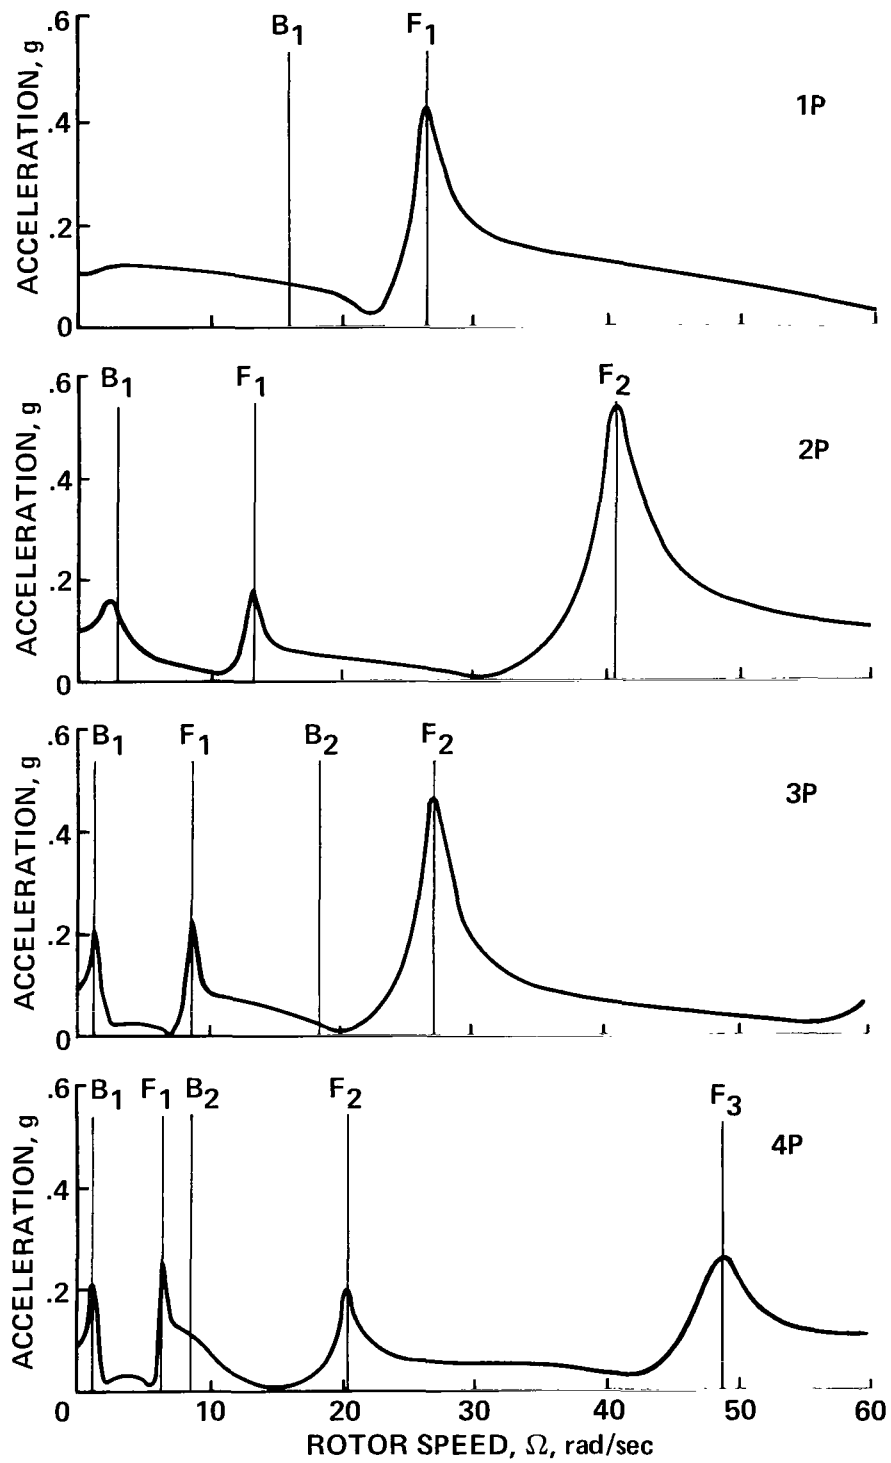 .6
B1
F1
1P
.4
.2
0
ACCELERATION, g
.6
B1
F1
F2
2P
.4
.2
0
ACCELERATION, g
.6
B1
F1
B2
F2
3P
.4
.2
0
ACCELERATION, g
.6
B1
F1
B2
F2
F3
4P
.4
.2
ACCELERATION, g
0
10
20
30
40
50
60
ROTOR SPEED, Ω, rad/sec